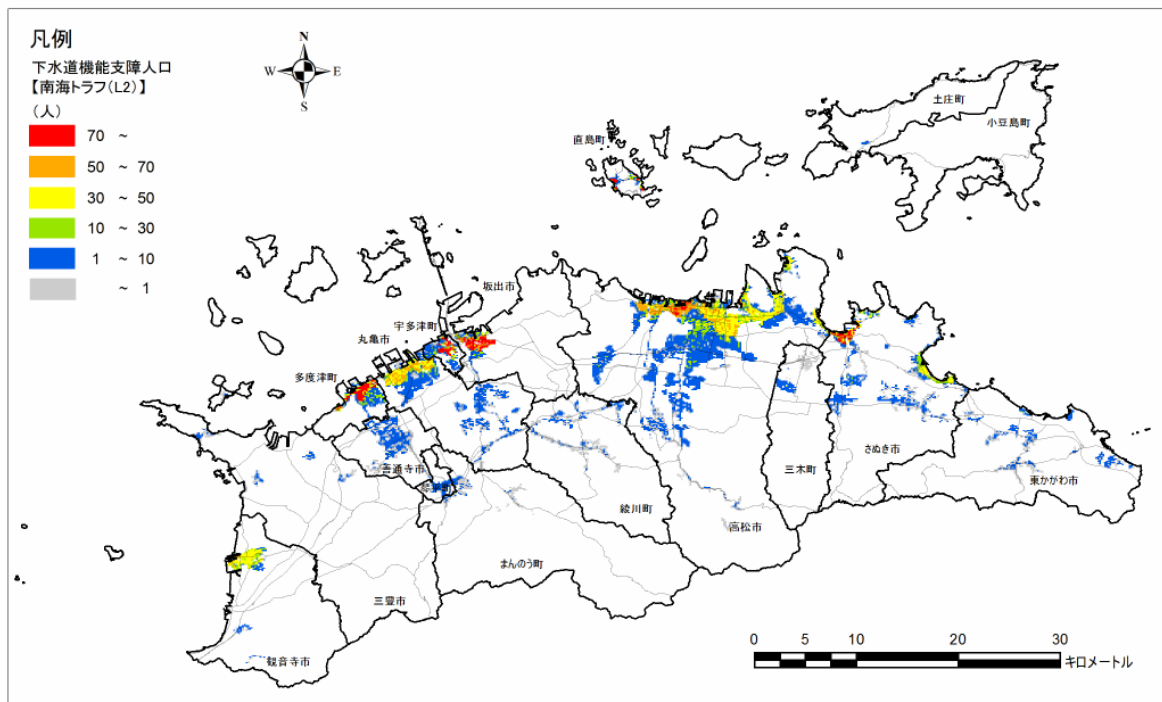 凡例
下水道機能支障人口
【南海トラフ(L2)】
(人)
70 ~
50 ~ 70
30 ~ 50
10 ~ 30
1 ~ 10
~ 1
N
W
E
S
土庄町
小豆島町
直島町
坂出市
宇多津町
丸亀市
多度津町
善通寺市
さぬき市
三木町
東かがわ市
綾川町
高松市
まんのう町
三豊市
観音寺市
0 5 10 20 30
キロメートル